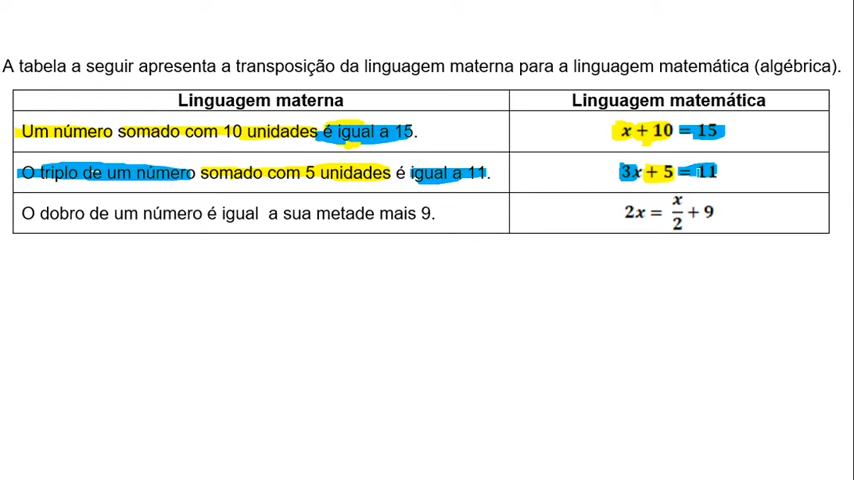 A tabela a seguir apresenta a transposição da linguagem materna para a linguagem matemática (algébrica).
Linguagem materna Linguagem matemática
Um número somado com 10 unidades é igual a 15. x + 10 = 15
O triplo de um número somado com 5 unidades é igual a 11. 3x + 5 = 11
O dobro de um número é igual a sua metade mais 9. 2x = x/2 + 9